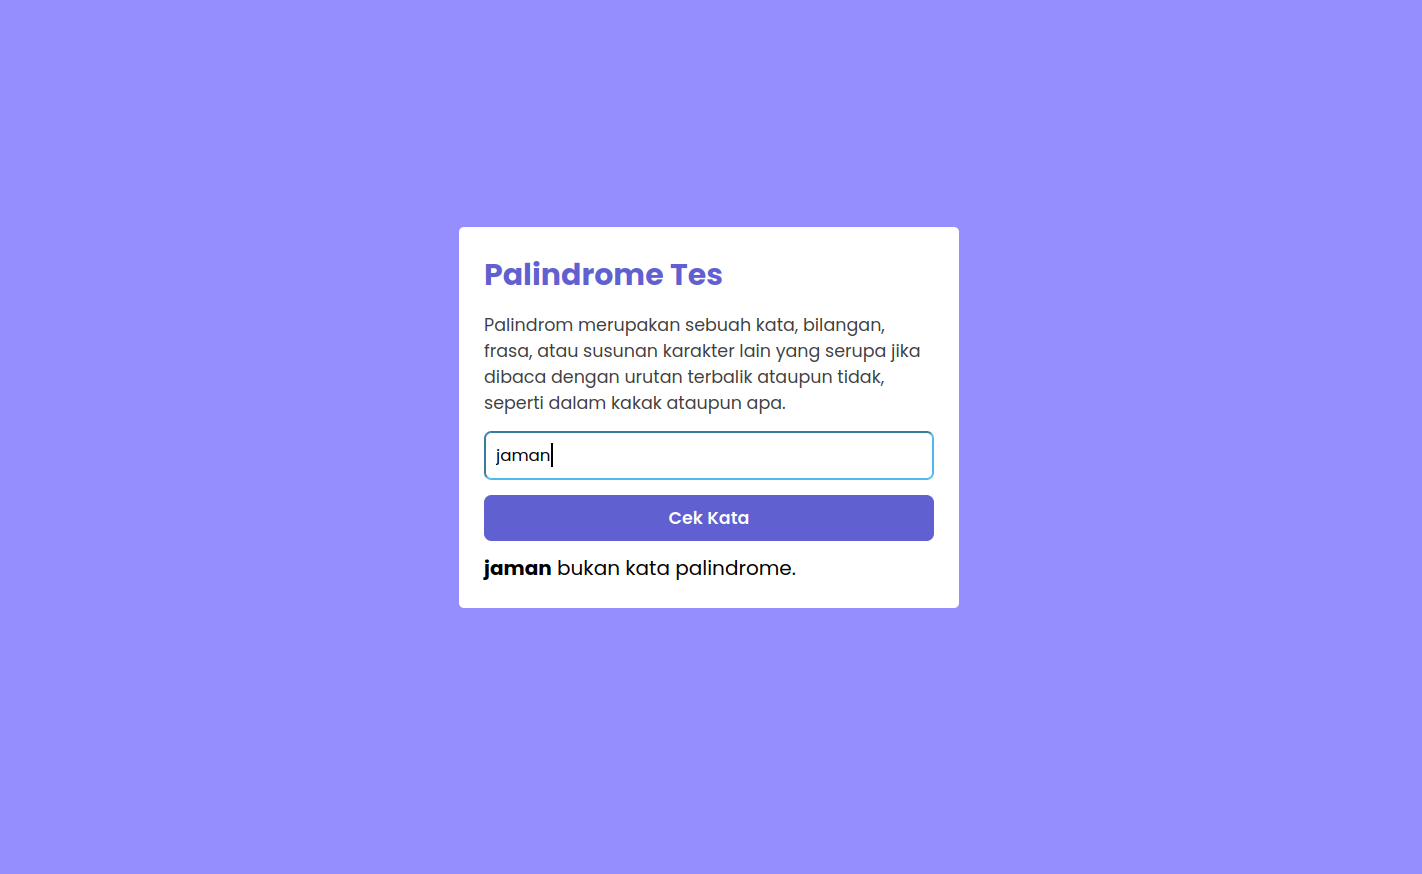 Palindrome Tes
Palindrom merupakan sebuah kata, bilangan,
frasa, atau susunan karakter lain yang serupa jika
dibaca dengan urutan terbalik ataupun tidak,
seperti dalam kakak ataupun apa.
jaman
Cek Kata
jaman bukan kata palindrome.